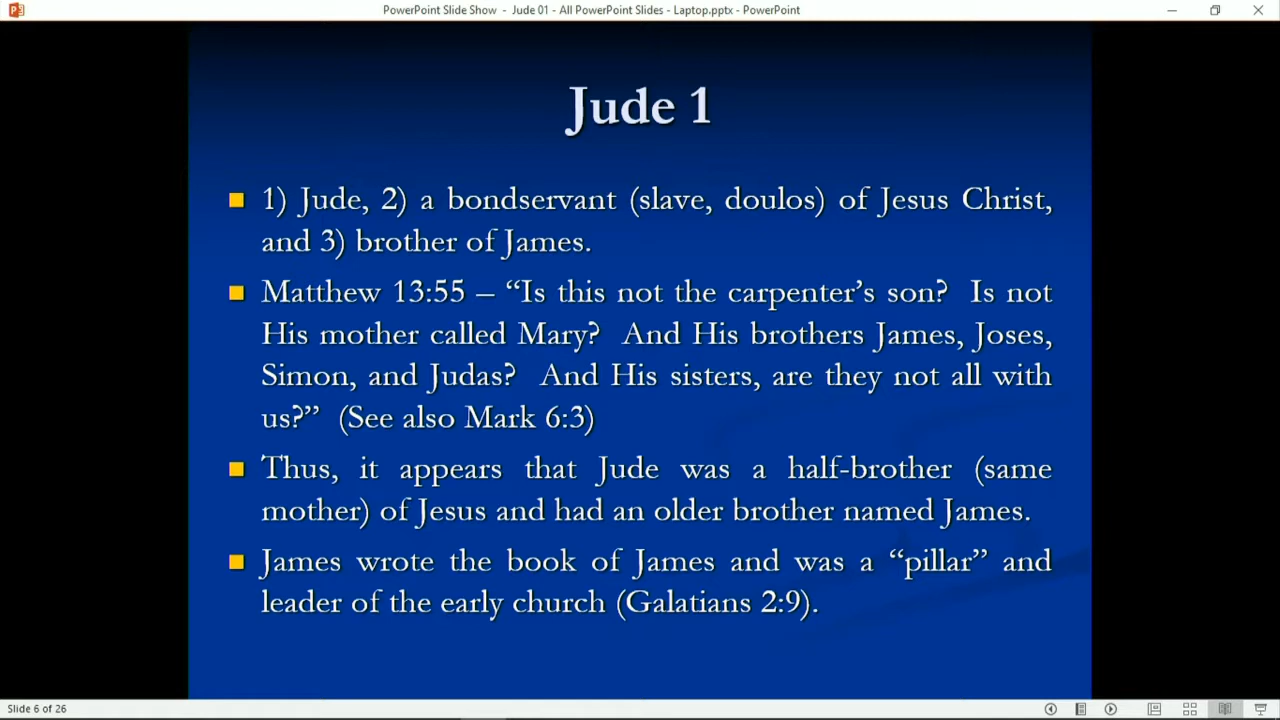 PowerPoint Slide Show - Jude 01 - All PowerPoint Slides - Laptop.pptx - PowerPoint
Jude 1
1) Jude, 2) a bondservant (slave, doulos) of Jesus Christ,
and 3) brother of James.
Matthew 13:55 – “Is this not the carpenter’s son? Is not
His mother called Mary? And His brothers James, Joses,
Simon, and Judas? And His sisters, are they not all with
us?” (See also Mark 6:3)
Thus, it appears that Jude was a half-brother (same
mother) of Jesus and had an older brother named James.
James wrote the book of James and was a “pillar” and
leader of the early church (Galatians 2:9).
Slide 6 of 26